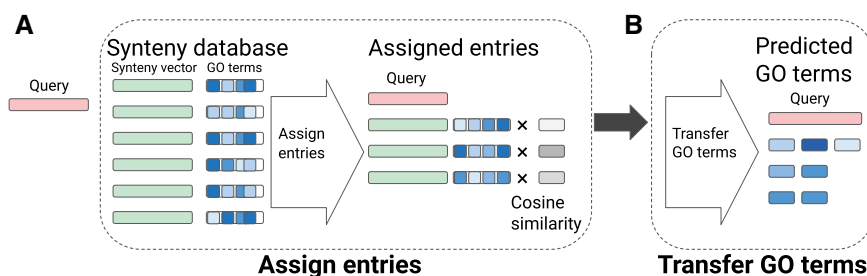 A
Synteny database
Synteny vector GO terms
Query
Assign
entries
Assigned entries
Query
×
×
×
Cosine
similarity
Assign entries
B
Predicted
GO terms
Query
Transfer
GO terms
Transfer GO terms